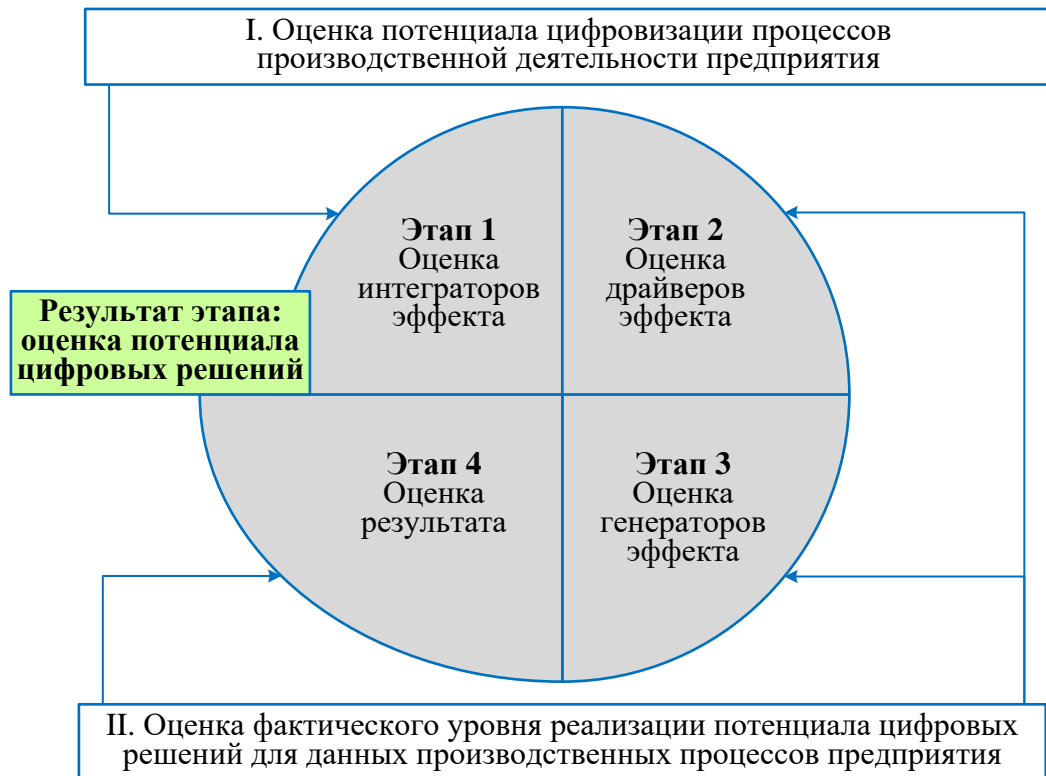 I. Оценка потенциала цифровизации процессов
производственной деятельности предприятия
Этап 1
Оценка
интеграторов
эффекта
Этап 2
Оценка
драйверов
эффекта
Результат этапа:
оценка потенциала
цифровых решений
Этап 4
Оценка
результата
Этап 3
Оценка
генераторов
эффекта
II. Оценка фактического уровня реализации потенциала цифровых
решений для данных производственных процессов предприятия